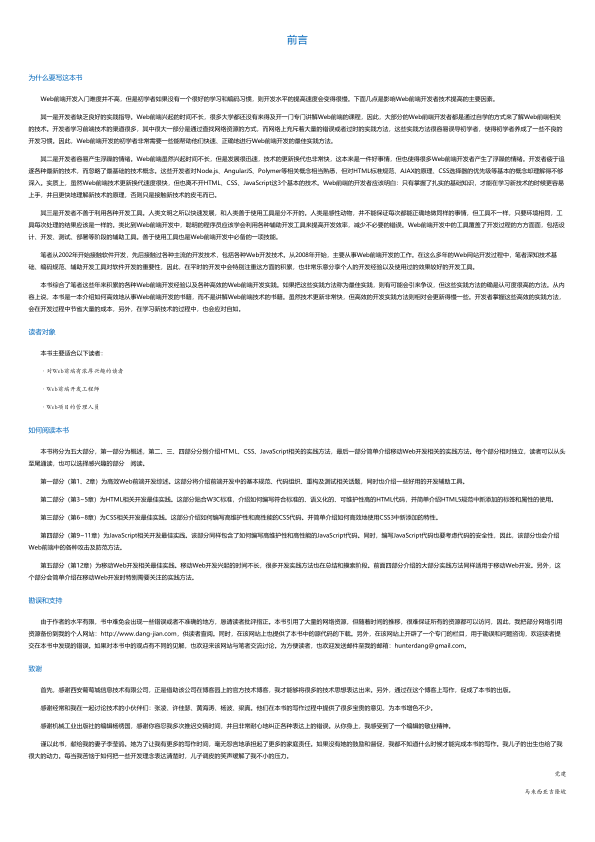 前言
为什么要写这本书
Web前端开发入门难度并不高，但是初学者如果没有一个很好的学习和编码习惯，则开发水平的提高速度会变得很慢。下面几点是影响Web前端开发者技术提高的主要因素。
其一是开发者缺乏良好的实践指导。Web前端兴起的时间不长，很多大学都还没有来得及开一门专门讲解Web前端的课程，因此，大部分的Web前端开发者都是通过自学的方式来了解Web前端相关
的技术。开发者学习前端技术的渠道很多，其中很大一部分是通过查找网络资源的方式，而网络上充斥着大量的错误或者过时的实践方法，这些实践方法很容易误导初学者，使得初学者养成了一些不良的
开发习惯。因此，Web前端开发的初学者非常需要一些能帮助他们快速、正确地进行Web前端开发的最佳实践方法。
其二是开发者容易产生浮躁的情绪。Web前端虽然兴起时间不长，但是发展很迅速，技术的更新换代也非常快，这本来是一件好事情，但也使得很多Web前端开发者产生了浮躁的情绪。开发者疲于追
逐各种最新的技术，而忽略了最基础的技术概念。这些开发者对Node.js、AngularJS、Polymer等相关概念相当熟悉，但对HTML标准规范、AJAX的原理、CSS选择器的优先级等基本的概念却理解得不够
深入。实质上，虽然Web前端技术更新换代速度很快，但也离不开HTML、CSS、JavaScript这3个基本的技术。Web前端的开发者应该明白：只有掌握了扎实的基础知识，才能在学习新技术的时候更容易
上手，并且更快地理解新技术的原理，否则只是接触新技术的皮毛而已。
其三是开发者不善于利用各种开发工具。人类文明之所以快速发展，和人类善于使用工具是分不开的。人类是感性动物，并不能保证每次都能正确地做同样的事情，但工具不一样，只要环境相同，工
具每次处理的结果应该是一样的。类比到Web前端开发中，聪明的程序员应该学会利用各种辅助开发工具来提高开发效率，减少不必要的错误。Web前端开发中的工具覆盖了开发过程的方方面面，包括设
计、开发、测试、部署等阶段的辅助工具。善于使用工具也是Web前端开发中必备的一项技能。
笔者从2002年开始接触软件开发，先后接触过各种主流的开发技术，包括各种Web开发技术。从2008年开始，主要从事Web前端开发的工作。在这么多年的Web网站开发过程中，笔者深知技术基
础、编码规范、辅助开发工具对软件开发的重要性，因此，在平时的开发中会特别注重这方面的积累，也非常乐意分享个人的开发经验以及使用过的效果较好的开发工具。
本书综合了笔者这些年来积累的各种Web前端开发经验以及各种高效的Web前端开发实践。如果把这些实践方法称为最佳实践，则有可能会引来争议，但这些实践方法的确是从可度很高的方法。从内
容上说，本书是一本介绍如何高效地从事Web前端开发的书籍，而不是讲解Web前端技术的书籍。虽然技术更新非常快，但高效的开发实践方法则相对会更新得慢一些。开发者掌握这些高效的实践方法，
会在开发过程中节省大量的成本，另外，在学习新技术的过程中，也会应对自如。
读者对象
本书主要适合以下读者：
·对Web前端有浓厚兴趣的读者
·Web前端开发工程师
·Web项目的管理人员
如何阅读本书
本书将分为五大部分，第一部分为概述，第二、三、四部分分别介绍HTML、CSS、JavaScript相关的实践方法，最后一部分简单介绍移动Web开发相关的实践方法。每个部分相对独立，读者可以从头
至尾通读，也可以选择感兴趣的部分 阅读。
第一部分（第1、2章）为高效Web前端开发综述。这部分将介绍前端开发中的基本规范、代码组织、重构及测试相关话题，同时也介绍一些好用的开发辅助工具。
第二部分（第3~5章）为HTML相关开发最佳实践。这部分贴合W3C标准，介绍如何编写符合标准的、语义化的、可维护性高的HTML代码，并简单介绍HTML5规范中新添加的标签和属性的使用。
第三部分（第6~8章）为CSS相关开发最佳实践。这部分介绍如何编写高维护性和高性能的CSS代码。并简单介绍如何高效地使用CSS3中新添加的特性。
第四部分（第9~11章）为JavaScript相关开发最佳实践。该部分同样包含了如何编写高维护性和高性能的JavaScript代码。同时，编写JavaScript代码也要考虑代码的安全性，因此，该部分也会介绍
Web前端中的各种攻击及防范方法。
第五部分（第12章）为移动Web开发相关最佳实践。移动Web开发兴起的时间不长，很多开发实践方法也在总结和摸索阶段。前面四部分介绍的大部分实践方法同样适用于移动Web开发。另外，这
个部分会简单介绍在移动Web开发时特别需要关注的实践方法。
勘误和支持
由于作者的水平有限，书中难免会出现一些错误或者不准确的地方，恳请读者批评指正。本书引用了大量的网络资源，但随着时间的推移，很难保证所有的资源都可以访问，因此，我把部分网络引用
资源备份到我的个人网站：http://www.dang-jian.com，供读者查阅。同时，在该网站上也提供了本书中的源代码的下载。另外，在该网站上开辟了一个专门的栏目，用于勘误和问题咨询，欢迎读者提
交在本书中发现的错误。如果对本书中的观点有不同的见解，也欢迎来该网站与笔者交流讨论。为方便读者，也欢迎发送邮件至我的邮箱：hunterdang@gmail.com。
致谢
首先，感谢西安葡萄城信息技术有限公司，正是借助该公司在博客园上的官方技术博客，我才能够将很多的技术思想表达出来。另外，通过在这个博客上写作，促成了本书的出版。
感谢经常和我在一起讨论技术的小伙伴们：张凌、许佳慧、黄海涛、杨波、梁冀。他们在本书的写作过程中提供了很多宝贵的意见，为本书增色不少。
感谢机械工业出版社的编辑杨绣国，感谢你容忍我多次推迟交稿时间，并且非常耐心地纠正各种表达上的错误。从你身上，我感受到了一个编辑的敬业精神。
谨以此书，献给我的妻子李莹鸥。她为了让我有更多的写作时间，毫无怨言地承担起了更多的家庭责任。如果没有她的鼓励和督促，我都不知道什么时候才能完成本书的写作。我儿子的出生也给了我
很大的动力。每当我苦恼于如何把一些开发理念表达清楚时，儿子调皮的笑声缓解了我不小的压力。
党建
马来西亚吉隆坡